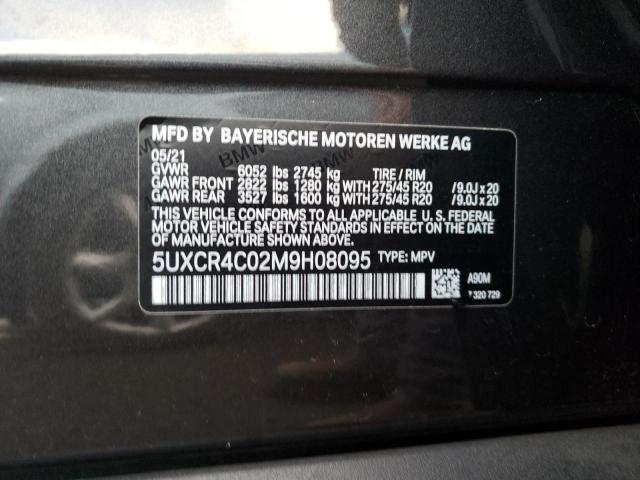 MFD BY BAYERISCHE MOTOREN WERKE AG
05/21
GVWR 6052 lbs 2745 kg TIRE / RIM
GAWR FRONT 2822 lbs 1280 kg WITH 275/45 R20 /9.0J x 20
GAWR REAR 3527 lbs 1600 kg WITH 275/45 R20 /9.0J x 20
THIS VEHICLE CONFORMS TO ALL APPLICABLE U.S. FEDERAL
MOTOR VEHICLE SAFETY STANDARDS IN EFFECT ON THE
DATE OF MANUFACTURE SHOWN ABOVE.
5UXCR4C02M9H08095 TYPE: MPV
A90M
7 320 729